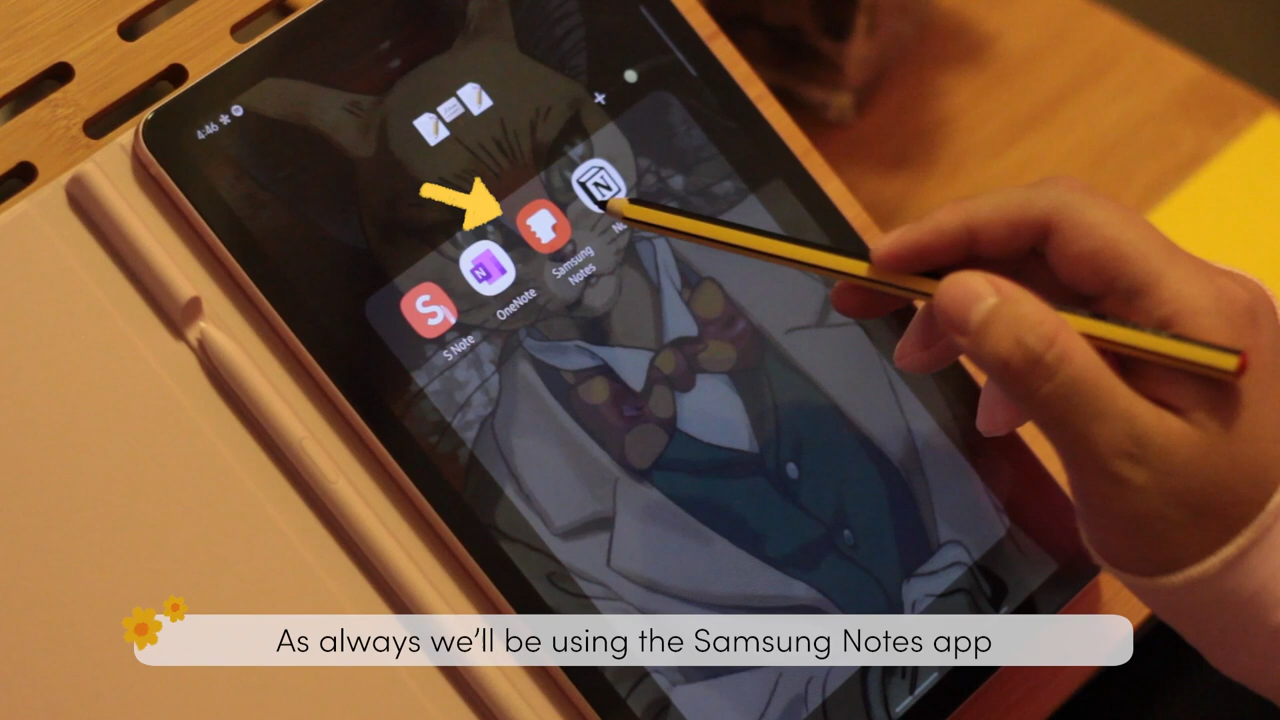 4:46
N
Samsung
Notes
N
OneNote
S
S Note
As always we'll be using the Samsung Notes app